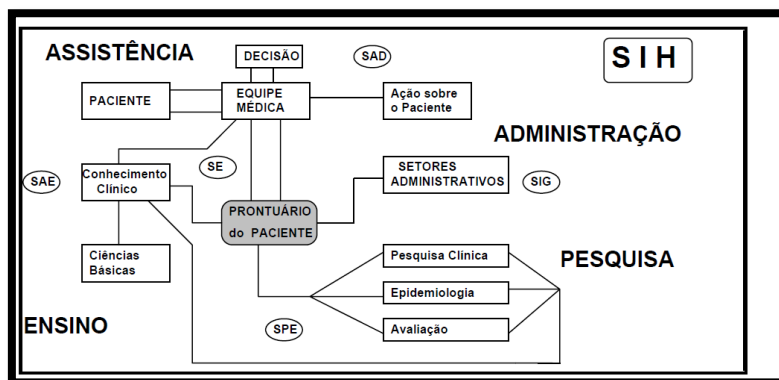 ASSISTÊNCIA
DECISÃO
SAD
S I H
PACIENTE
EQUIPE
MÉDICA
Ação sobre
o Paciente
ADMINISTRAÇÃO
SAE
Conhecimento
Clínico
SE
SETORES
ADMINISTRATIVOS
SIG
PRONTUÁRIO
do PACIENTE
Ciências
Básicas
Pesquisa Clínica
PESQUISA
Epidemiologia
ENSINO
SPE
Avaliação